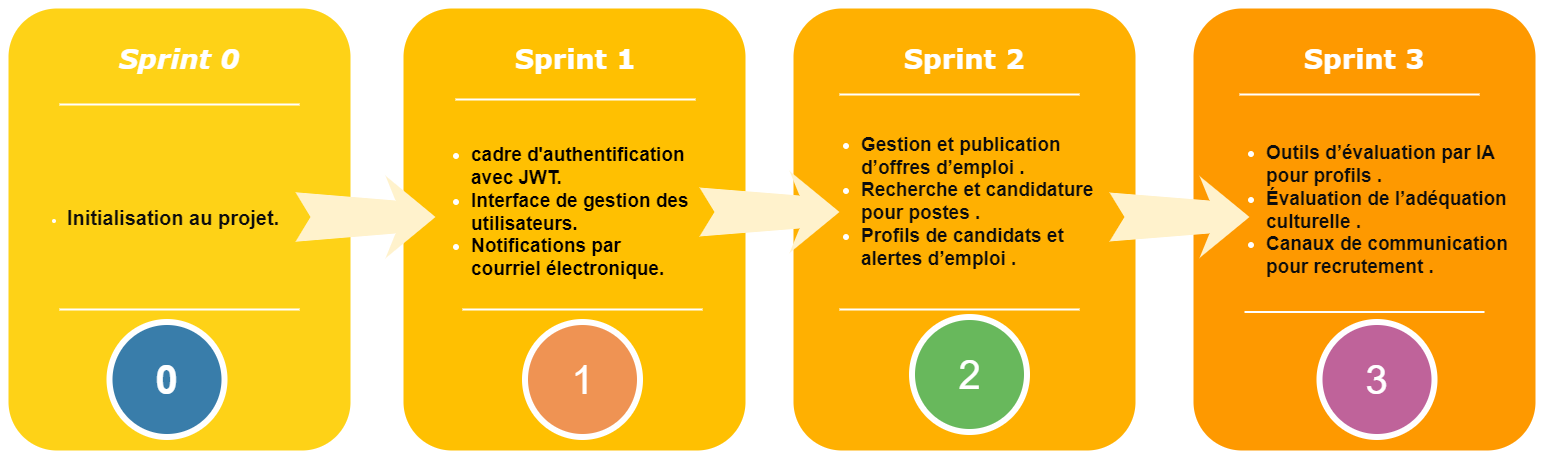 Sprint 0
Initialisation au projet.
0
Sprint 1
cadre d'authentification
avec JWT.
Interface de gestion des
utilisateurs.
Notifications par
courriel électronique.
1
Sprint 2
Gestion et publication
d’offres d’emploi .
Recherche et candidature
pour postes .
Profils de candidats et
alertes d’emploi .
2
Sprint 3
Outils d’évaluation par IA
pour profils .
Évaluation de l’adéquation
culturelle .
Canaux de communication
pour recrutement .
3